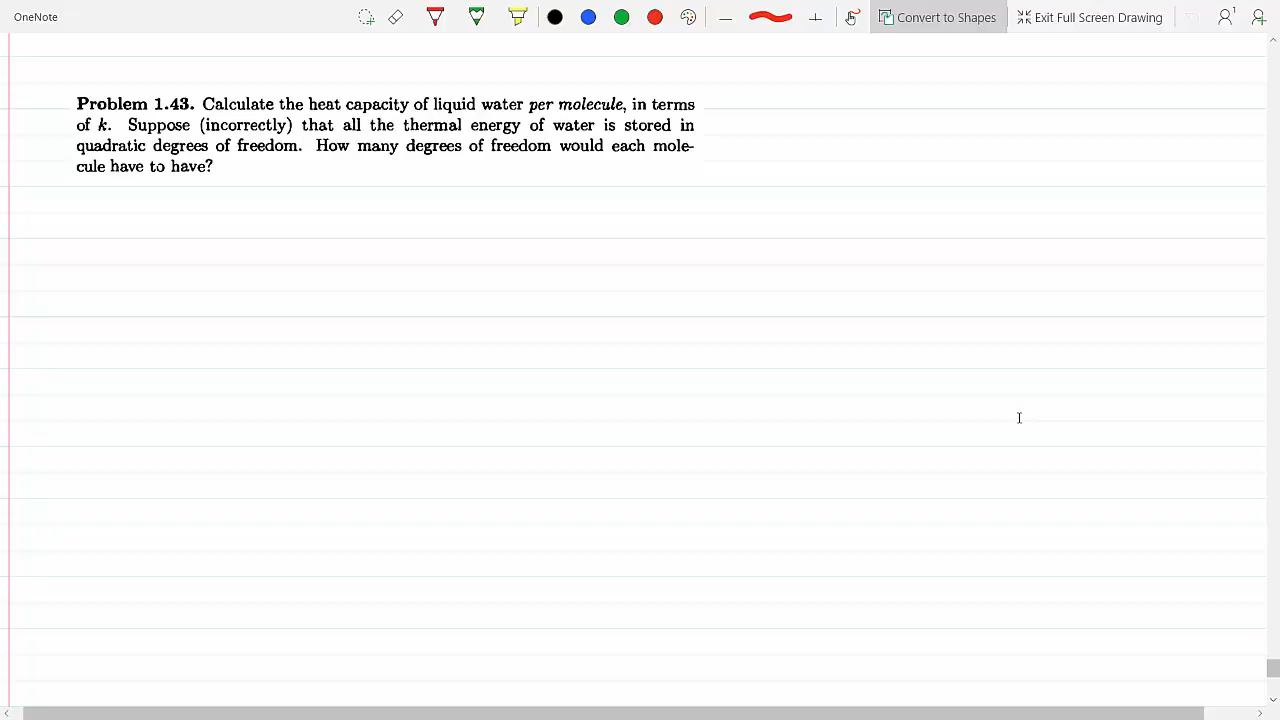 OneNote
Convert to Shapes
Exit Full Screen Drawing
Problem 1.43. Calculate the heat capacity of liquid water per molecule, in terms
of k. Suppose (incorrectly) that all the thermal energy of water is stored in
quadratic degrees of freedom. How many degrees of freedom would each mole-
cule have to have?